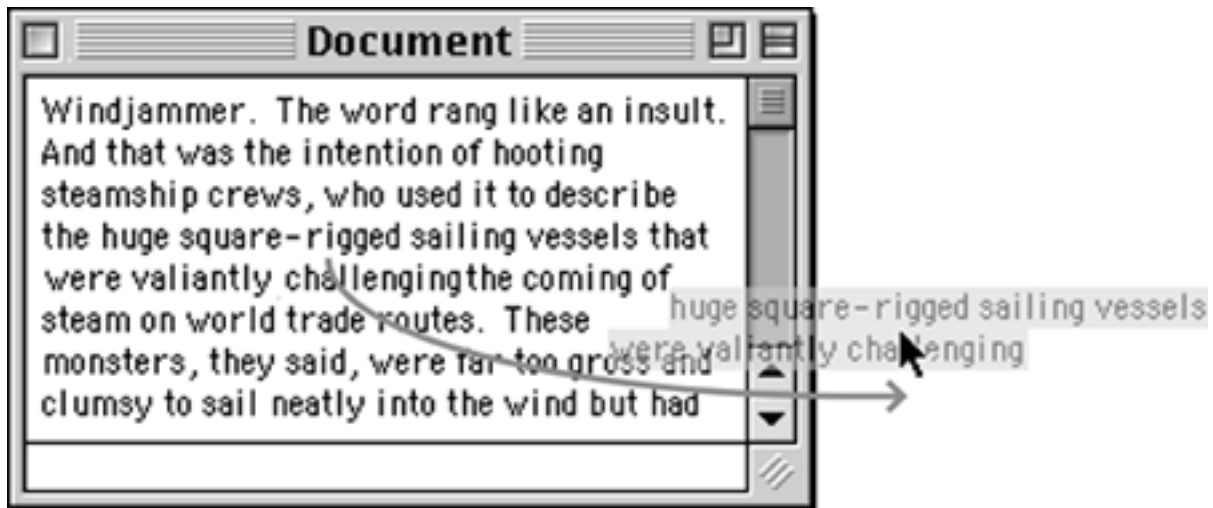 Document
Windjammer. The word rang like an insult.
And that was the intention of hooting
steamship crews, who used it to describe
the huge square-rigged sailing vessels that
were valiantly challengingthe coming of
steam on world trade routes. These
monsters, they said, were far too gross and
clumsy to sail neatly into the wind but had
huge square-rigged sailing vessels
were valiantly challenging